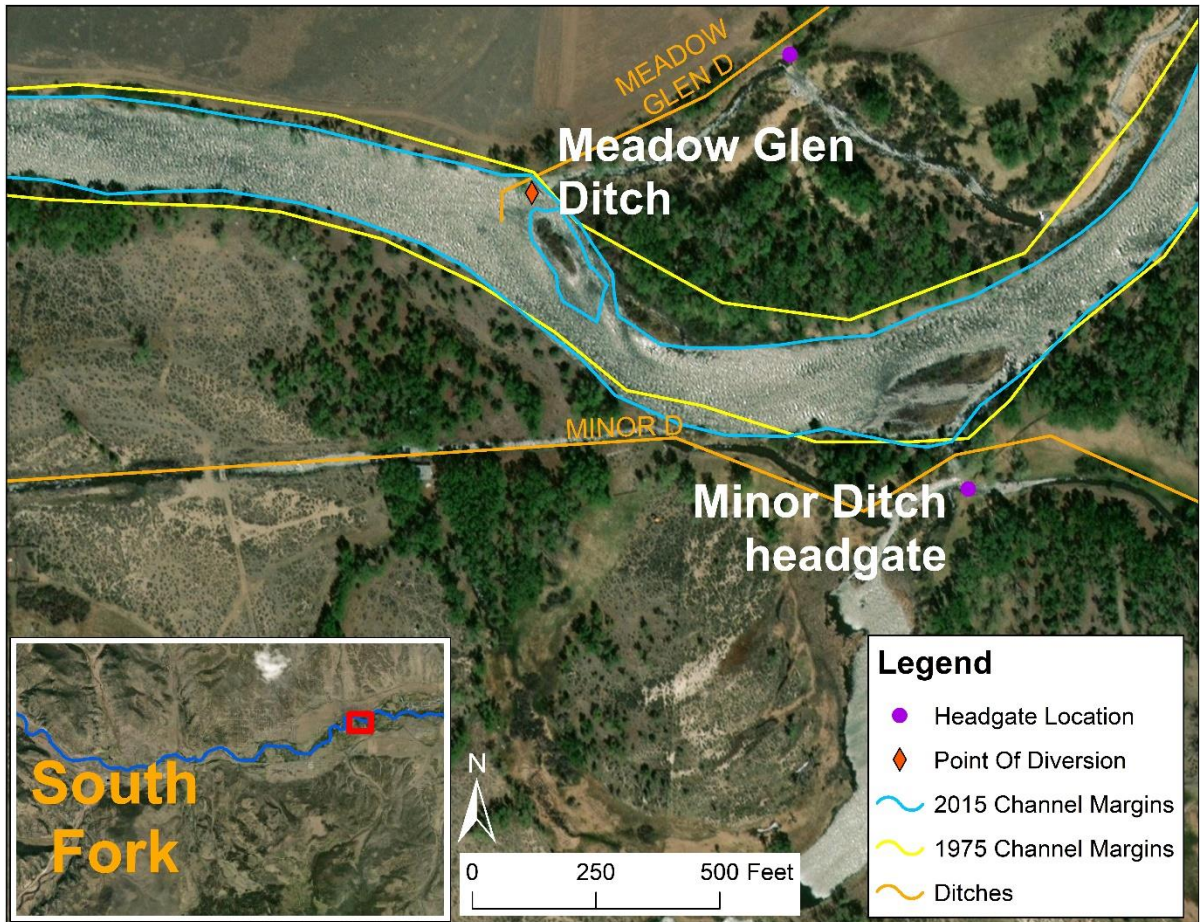 MEADOW
GLEN D
Meadow Glen
Ditch
MINOR D
Minor Ditch
headgate
South
Fork
N
0 250 500 Feet
Legend
Headgate Location
Point Of Diversion
2015 Channel Margins
1975 Channel Margins
Ditches